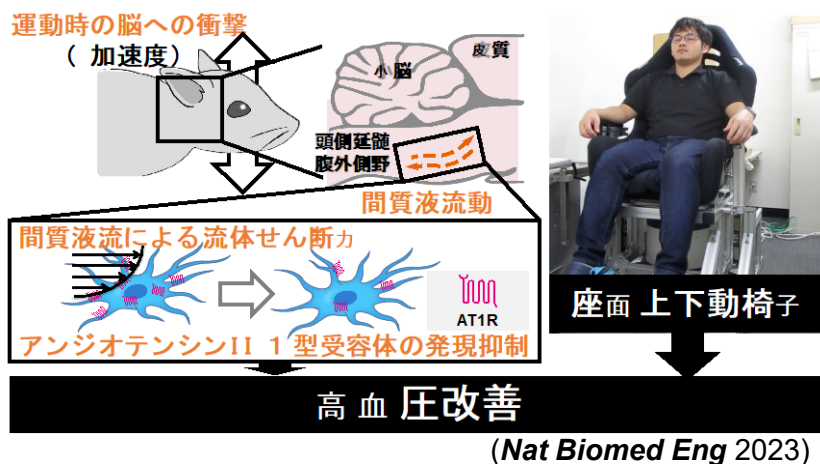 運動時の脳への衝撃
（ 加速度）
小脳
皮質
頭側延髄
腹外側野
間質液流動
間質液流による流体せん断力
AT1R
アンジオテンシンII 1 型受容体の発現抑制
座面 上下動椅子
高 血 圧改善
(Nat Biomed Eng 2023)